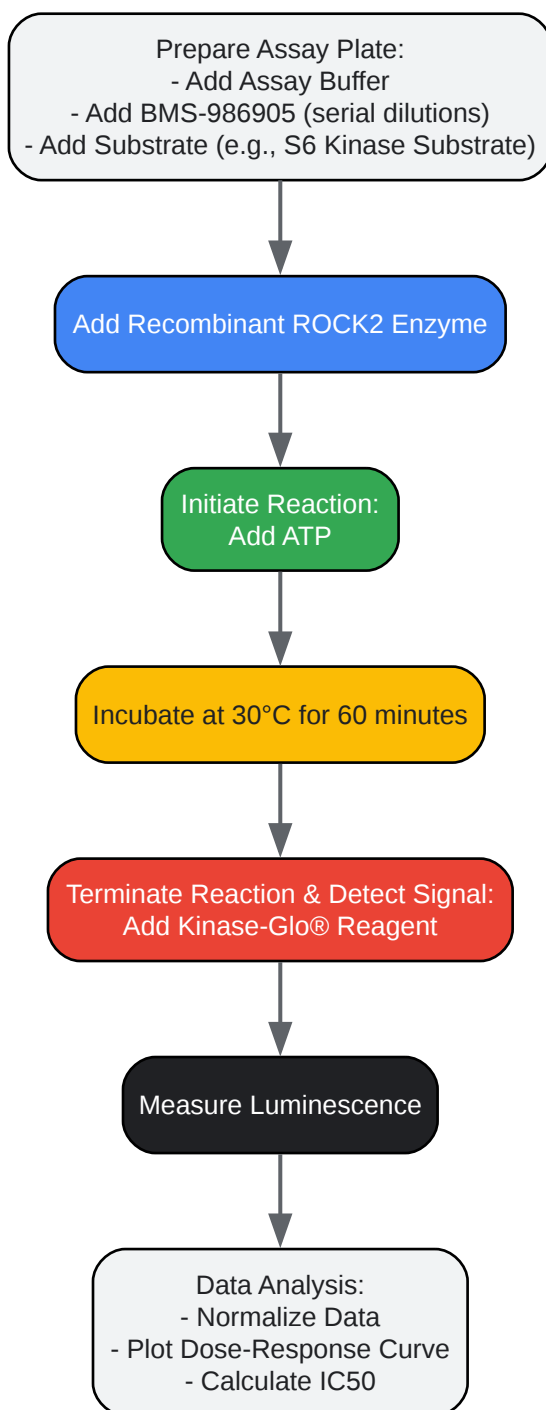 Prepare Assay Plate:
- Add Assay Buffer
- Add BMS-986905 (serial dilutions)
- Add Substrate (e.g., S6 Kinase Substrate)
Add Recombinant ROCK2 Enzyme
Initiate Reaction:
Add ATP
Incubate at 30°C for 60 minutes
Terminate Reaction & Detect Signal:
Add Kinase-Glo® Reagent
Measure Luminescence
Data Analysis:
- Normalize Data
- Plot Dose-Response Curve
- Calculate IC50